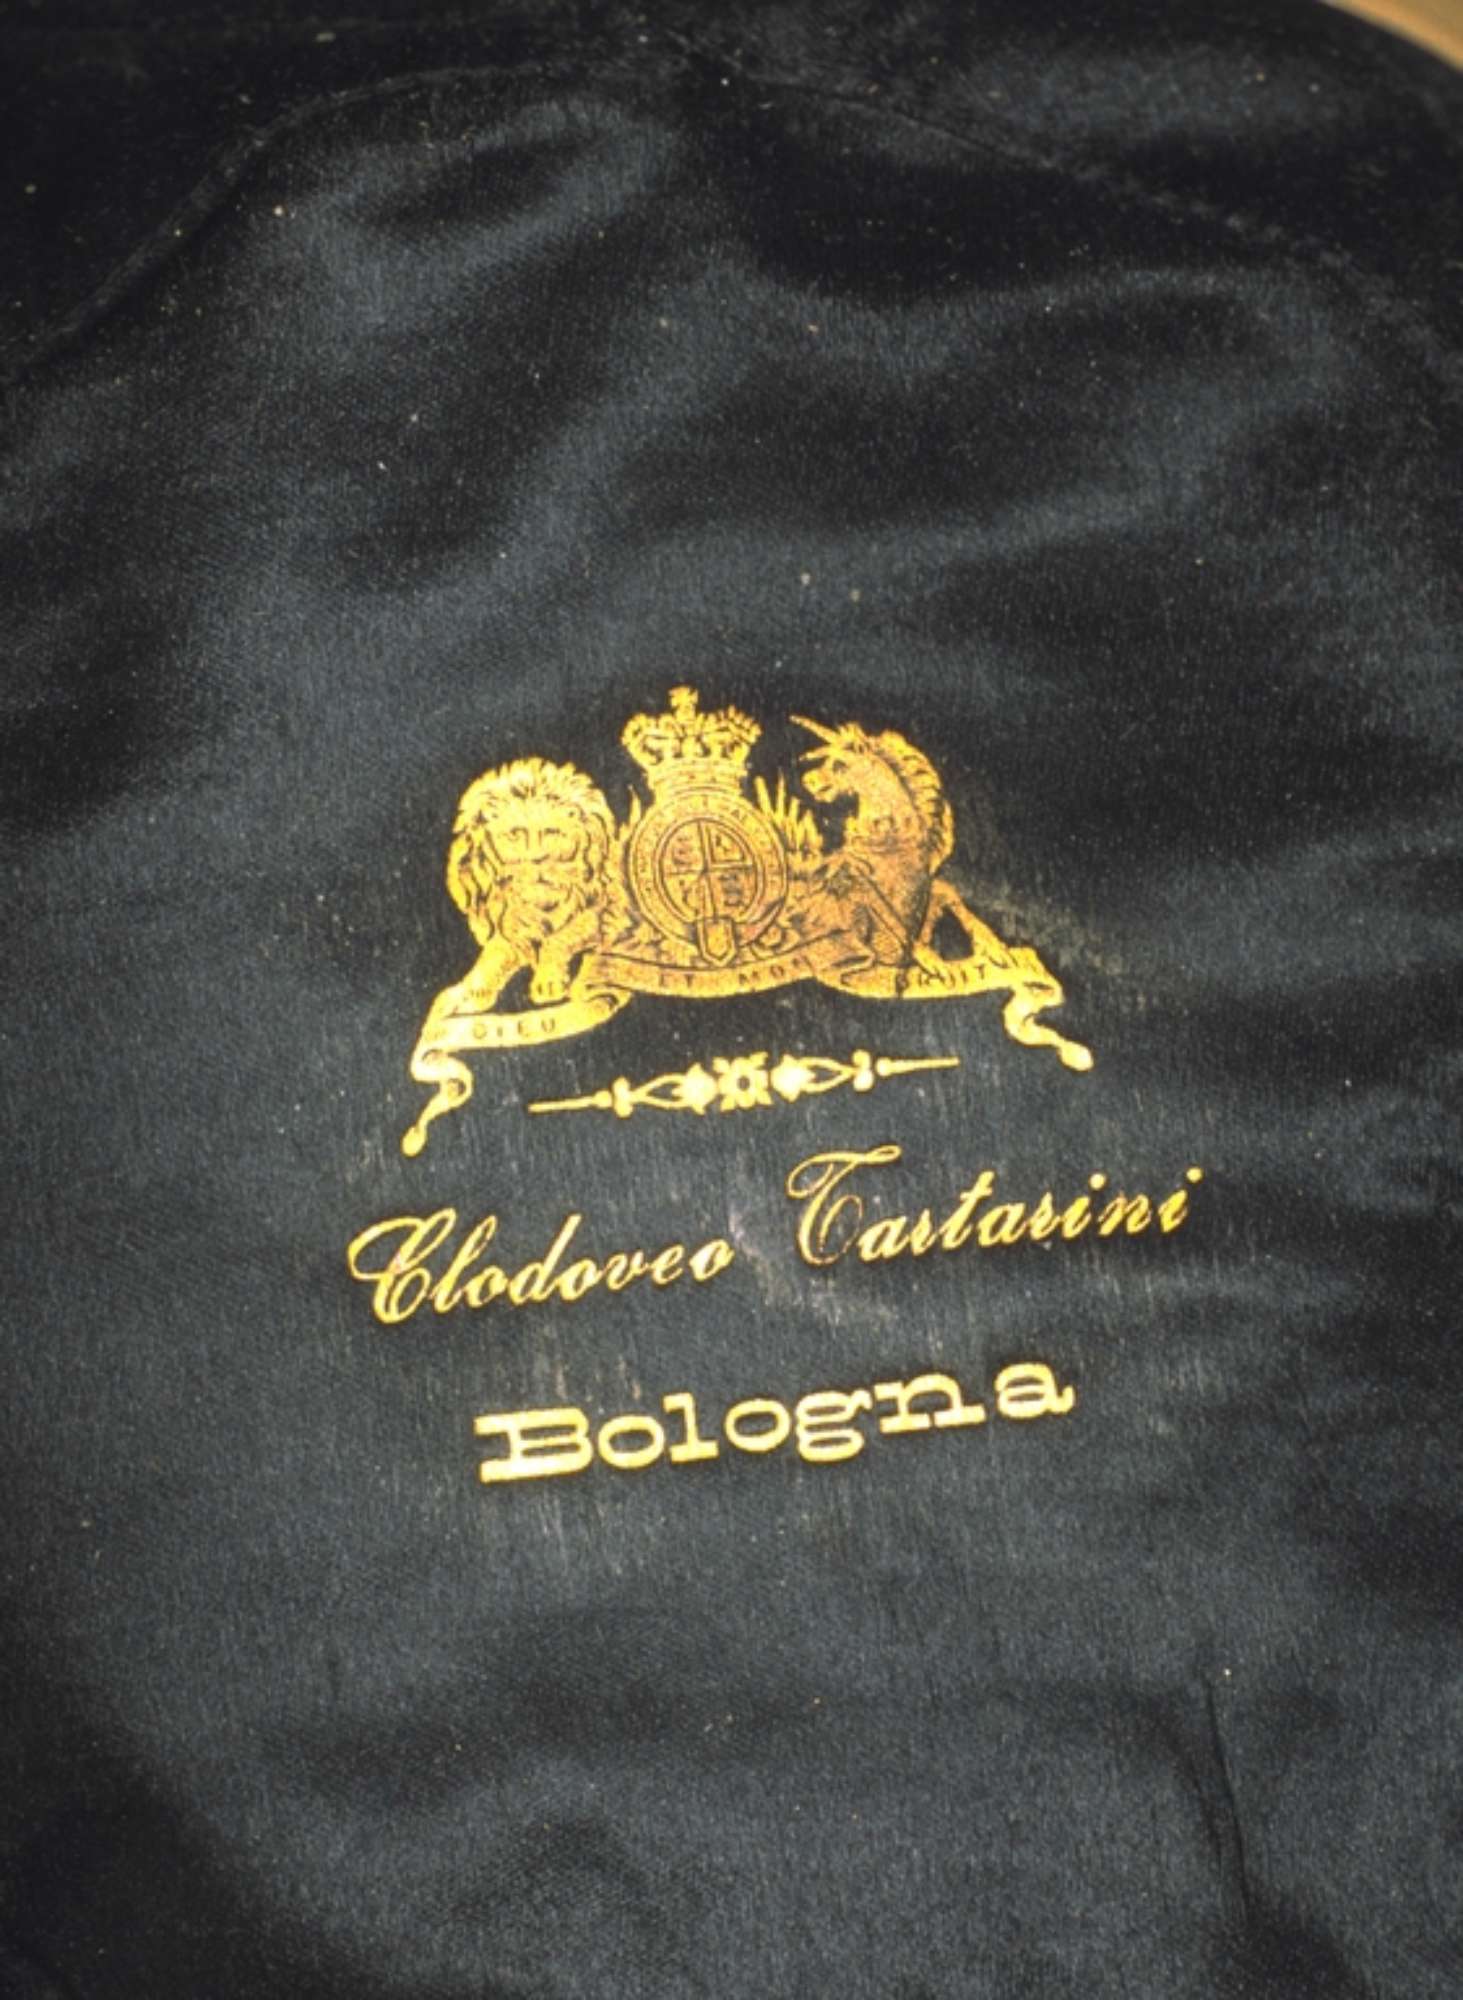 DIEU ET MON DROIT
Clodoveo Tartarini
Bologna